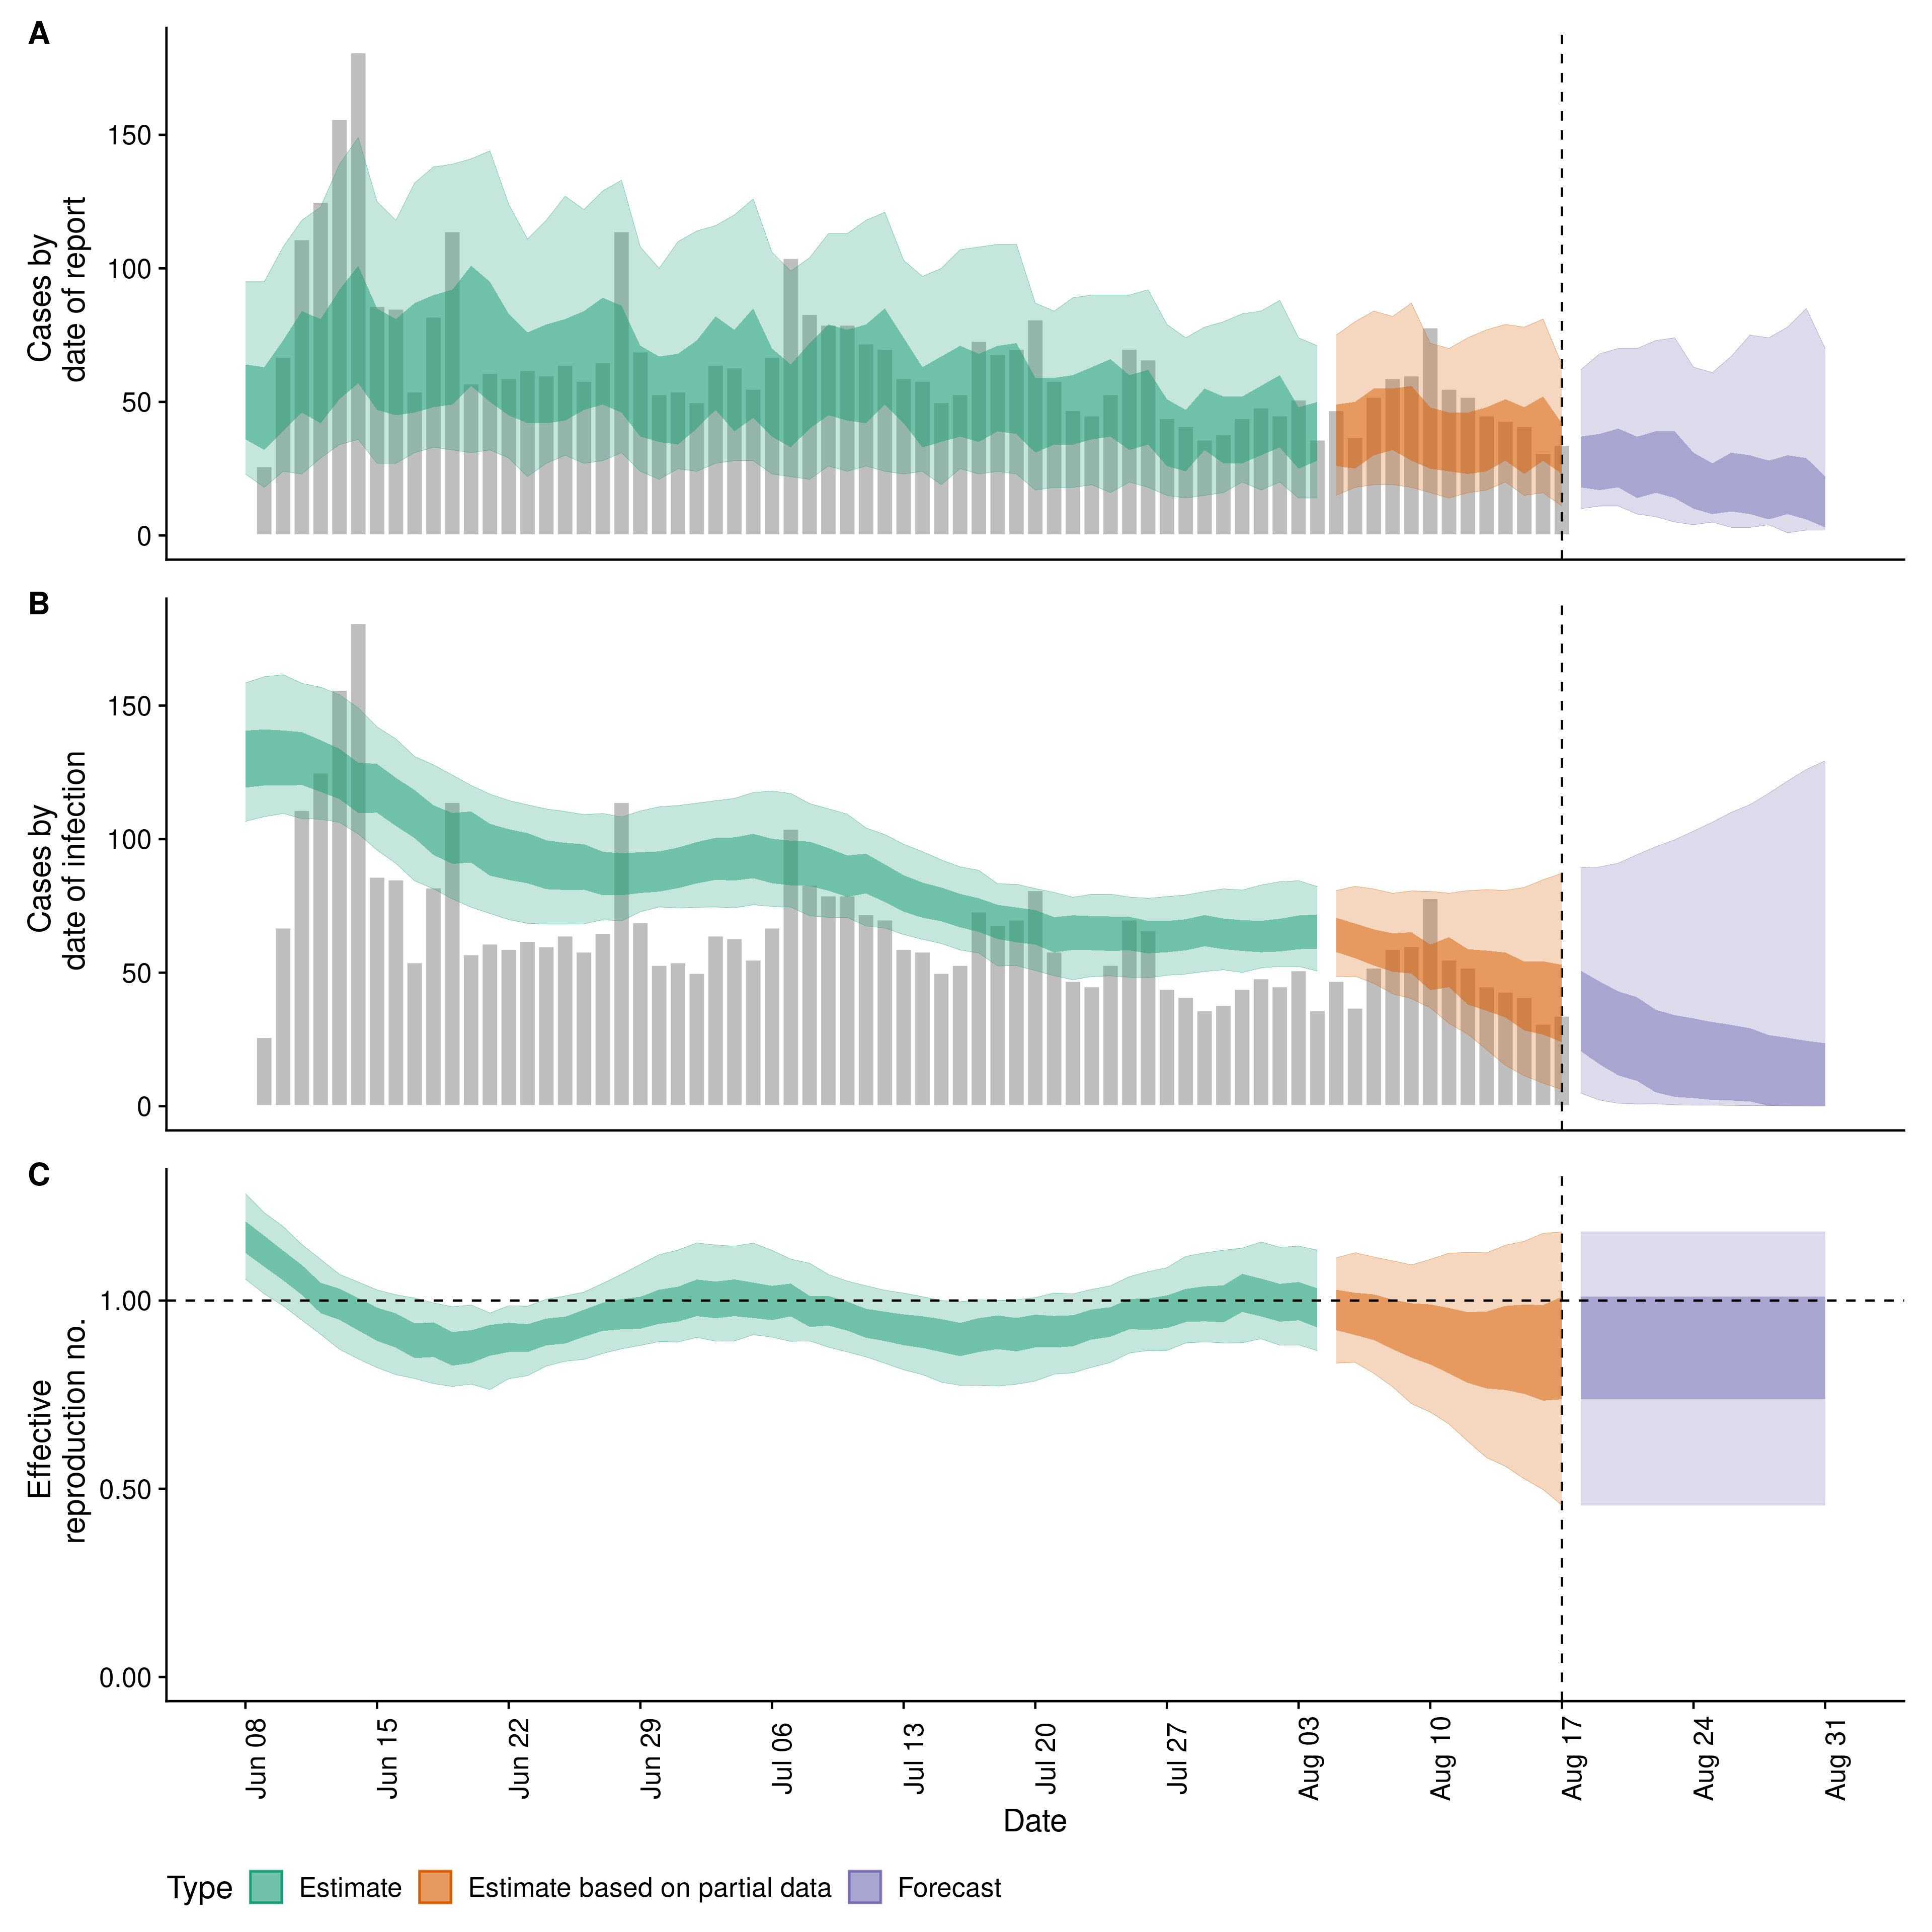 A
Cases by
date of report
150
100
50
0
B
Cases by
date of infection
150
100
50
0
C
Effective
reproduction no.
1.00
0.50
0.00
Jun 08
Jun 15
Jun 22
Jun 29
Jul 06
Jul 13
Jul 20
Jul 27
Aug 03
Aug 10
Aug 17
Aug 24
Aug 31
Date
Type Estimate Estimate based on partial data Forecast